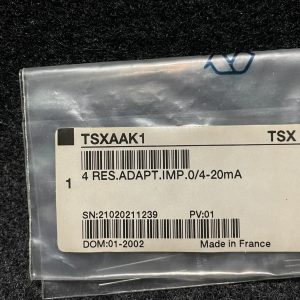 TSXAAK1 TSX
1 4 RES.ADAPT.IMP.0/4-20mA
SN:21020211239 PV:01
DOM:01-2002 Made in France